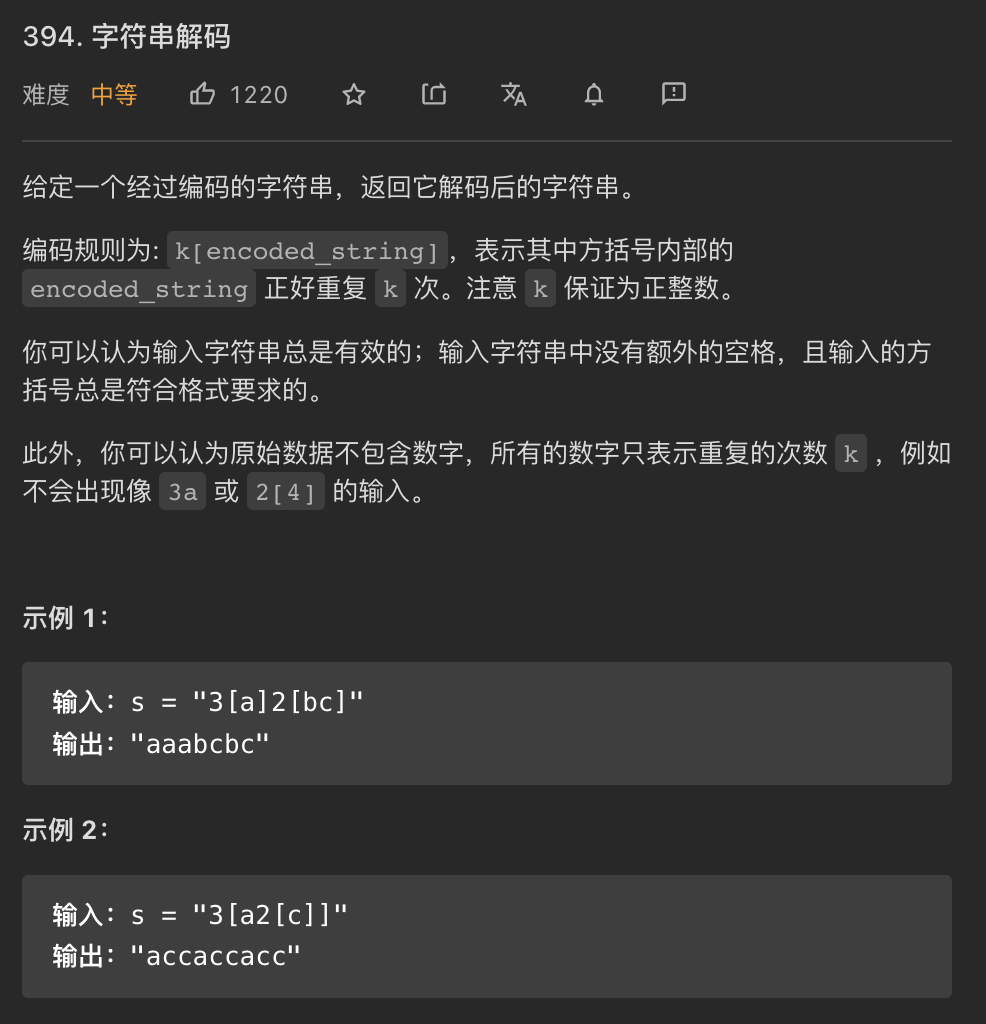 394. 字符串解码
难度 中等 1220
给定一个经过编码的字符串，返回它解码后的字符串。
编码规则为: k[encoded_string]，表示其中方括号内部的
encoded_string 正好重复 k 次。注意 k 保证为正整数。
你可以认为输入字符串总是有效的；输入字符串中没有额外的空格，且输入的方
括号总是符合格式要求的。
此外，你可以认为原始数据不包含数字，所有的数字只表示重复的次数 k ，例如
不会出现像 3a 或 2[4] 的输入。
示例 1：
输入：s = "3[a]2[bc]"
输出："aaabcbc"
示例 2：
输入：s = "3[a2[c]]"
输出："accaccacc"